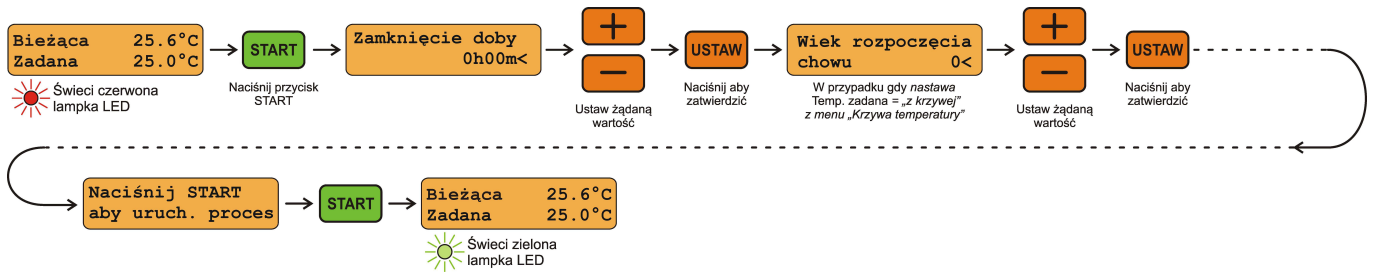 Bieżąca 25.6°C
Zadana 25.0°C
Świeci czerwona
lampka LED
START
Naciśnij przycisk
START
Zamknięcie doby
0h00m<
+
−
Ustaw żądaną
wartość
USTAW
Naciśnij aby
zatwierdzić
Wiek rozpoczęcia
chowu 0<
W przypadku gdy nastawa
Temp. zadana = „z krzywej”
z menu „Krzywa temperatury”
+
−
Ustaw żądaną
wartość
USTAW
Naciśnij aby
zatwierdzić
Naciśnij START
aby uruch. proces
START
Bieżąca 25.6°C
Zadana 25.0°C
Świeci zielona
lampka LED